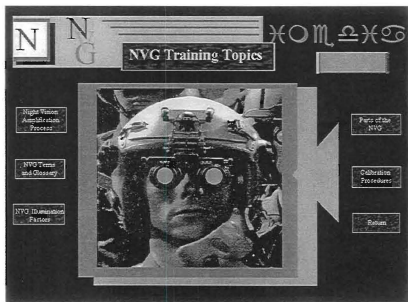 N
N
G
♓︎○♏︎♎︎♓︎♋︎
NVG Training Topics
Night Vision
Amplification
Process
NVG Terms
and Glossary
NVG Illumination
Factors
Parts of the
NVG
Calibration
Procedures
Return